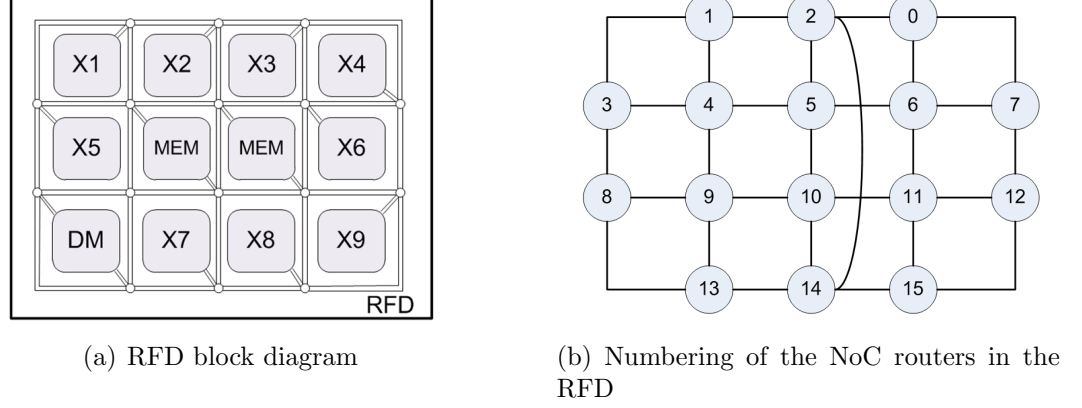 X1 X2 X3 X4
X5 MEM MEM X6
DM X7 X8 X9
RFD
(a) RFD block diagram
1 2 0
3 4 5 6 7
8 9 10 11 12
13 14 15
(b) Numbering of the NoC routers in the
RFD